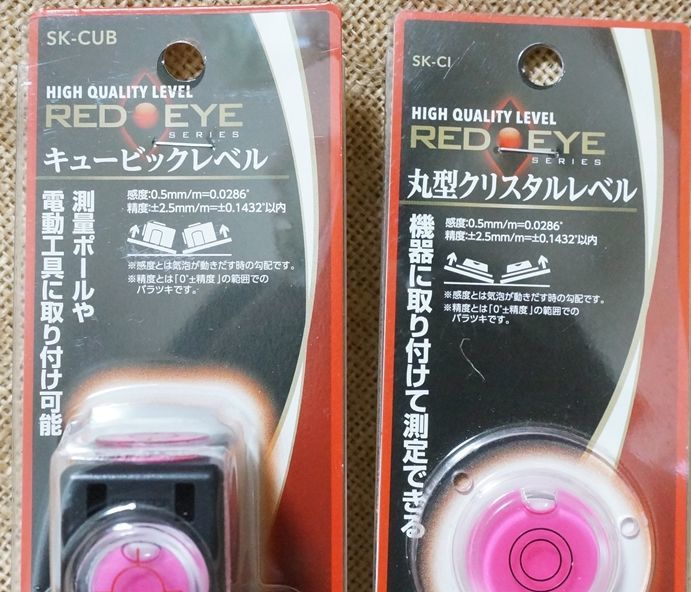 SK-CUB
HIGH QUALITY LEVEL
RED EYE
SERIES
キュービックレベル
測量ポールや
電動工具に取り付け可能
感度:0.5mm/m=0.0286°
精度:±2.5mm/m=±0.1432°以内
※感度とは気泡が動きだす時の勾配です。
※精度とは「0°±精度」の範囲での
バラツキです。
SK-CI
HIGH QUALITY LEVEL
RED EYE
SERIES
丸型クリスタルレベル
機器に取り付けて測定できる
感度:0.5mm/m=0.0286°
精度:±2.5mm/m=±0.1432°以内
※感度とは気泡が動きだす時の勾配です。
※精度とは「0°±精度」の範囲での
バラツキです。